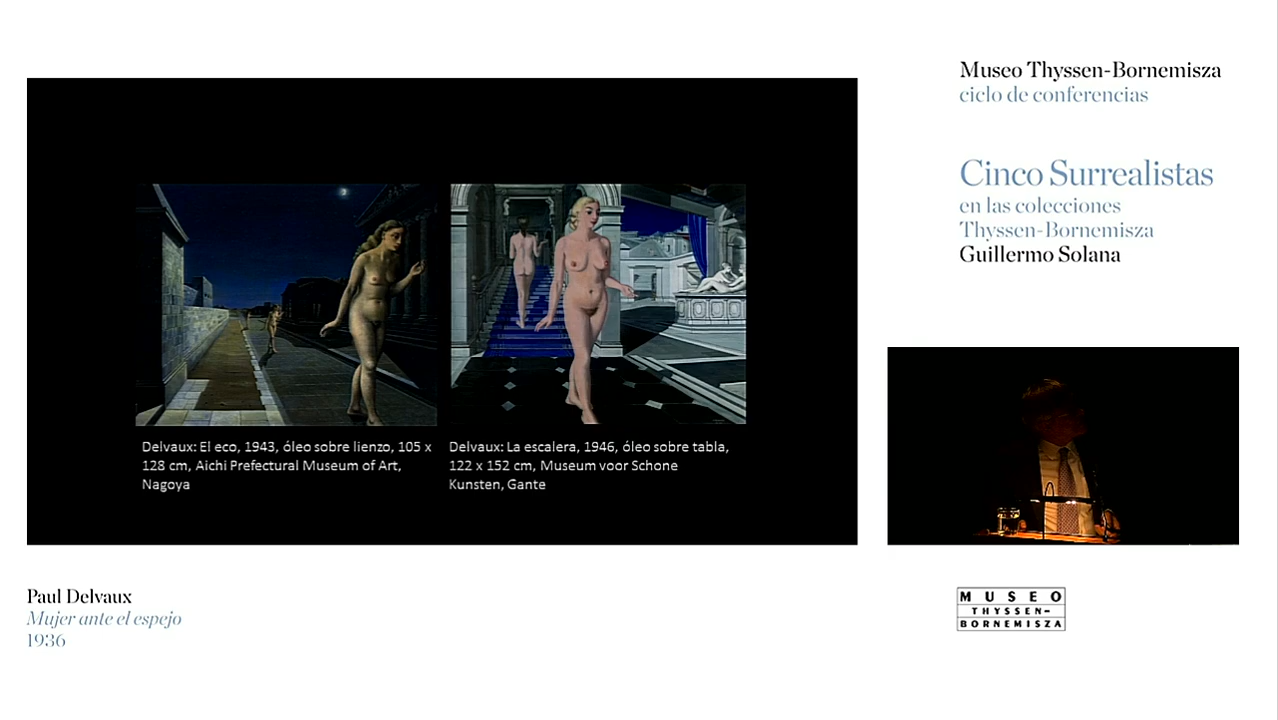 Museo Thyssen-Bornemisza
ciclo de conferencias
Cinco Surrealistas
en las colecciones
Thyssen-Bornemisza
Guillermo Solana
Delvaux: El eco, 1943, óleo sobre lienzo, 105 x
128 cm, Aichi Prefectural Museum of Art,
Nagoya
Delvaux: La escalera, 1946, óleo sobre tabla,
122 x 152 cm, Museum voor Schone
Kunsten, Gante
Paul Delvaux
Mujer ante el espejo
1936
MUSEO
THYSSEN-
BORNEMISZA